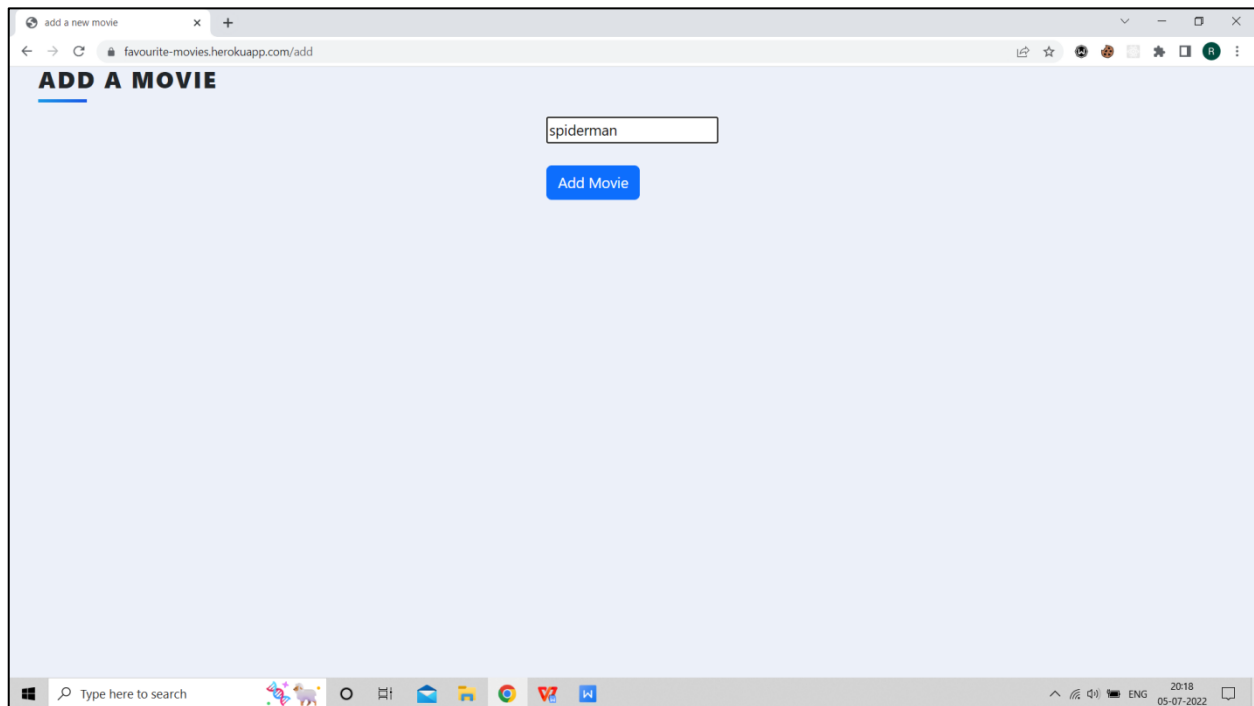 add a new movie
favourite-movies.herokuapp.com/add
R
ADD A MOVIE
spiderman
Add Movie
Type here to search
W
ENG
20:18
05-07-2022